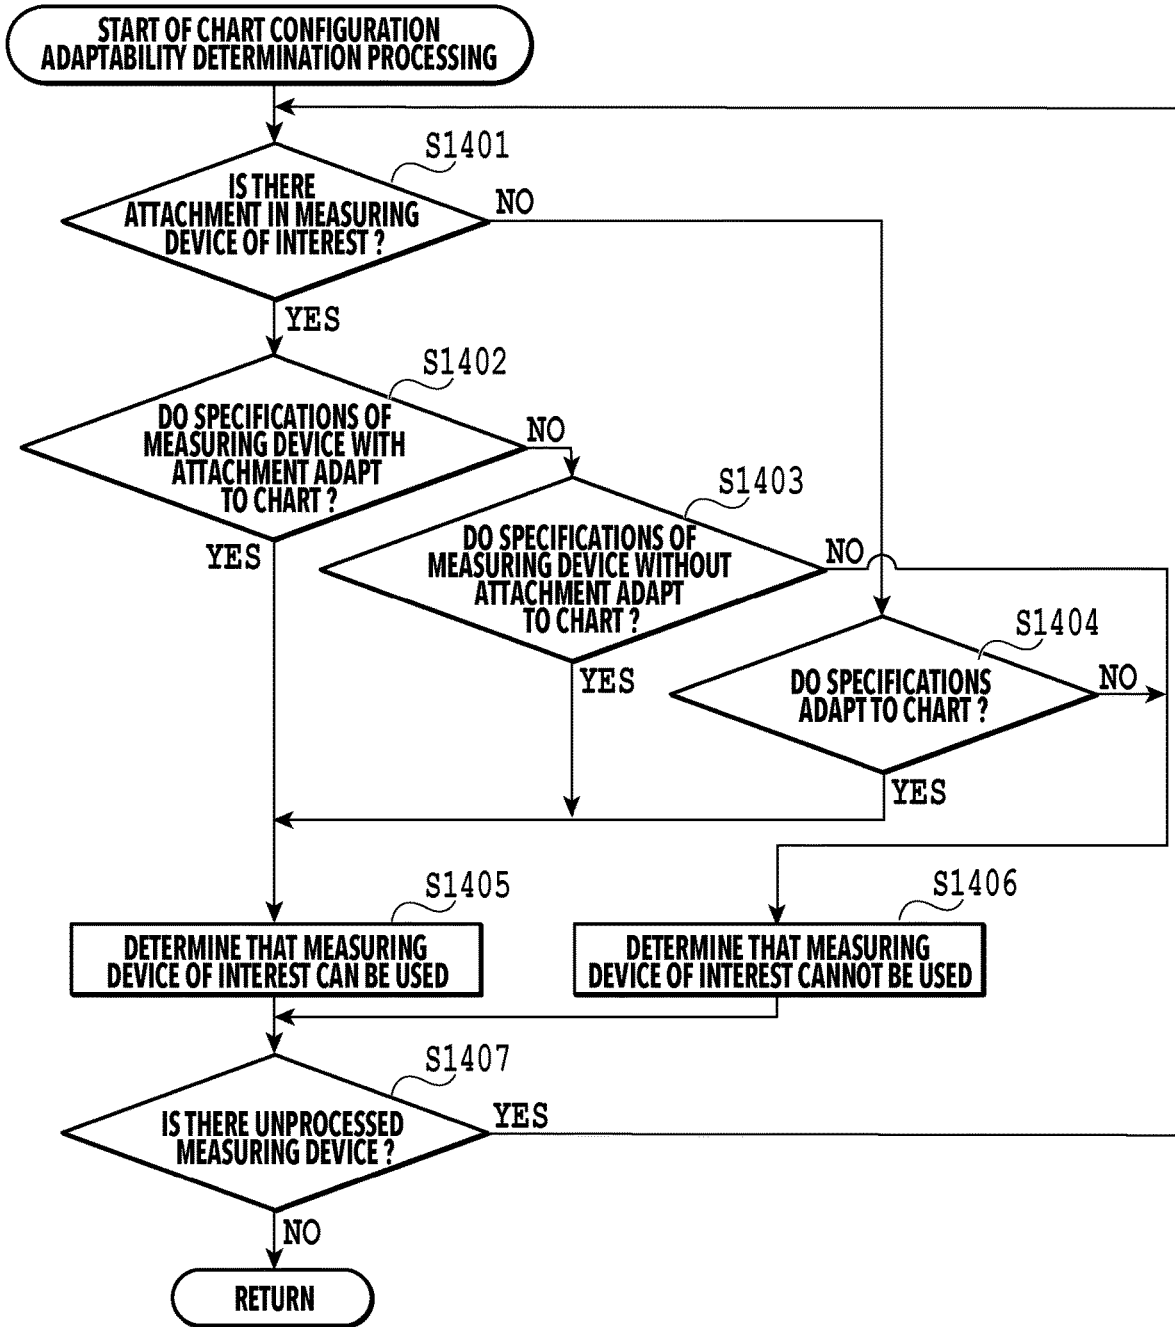 START OF CHART CONFIGURATION
ADAPTABILITY DETERMINATION PROCESSING
S1401
IS THERE
ATTACHMENT IN MEASURING
DEVICE OF INTEREST ?
NO
YES
S1402
DO SPECIFICATIONS OF
MEASURING DEVICE WITH
ATTACHMENT ADAPT
TO CHART ?
NO
YES
S1403
DO SPECIFICATIONS OF
MEASURING DEVICE WITHOUT
ATTACHMENT ADAPT
TO CHART ?
NO
YES
S1404
DO SPECIFICATIONS
ADAPT TO CHART ?
NO
YES
S1405
DETERMINE THAT MEASURING
DEVICE OF INTEREST CAN BE USED
S1406
DETERMINE THAT MEASURING
DEVICE OF INTEREST CANNOT BE USED
S1407
IS THERE UNPROCESSED
MEASURING DEVICE ?
YES
NO
RETURN